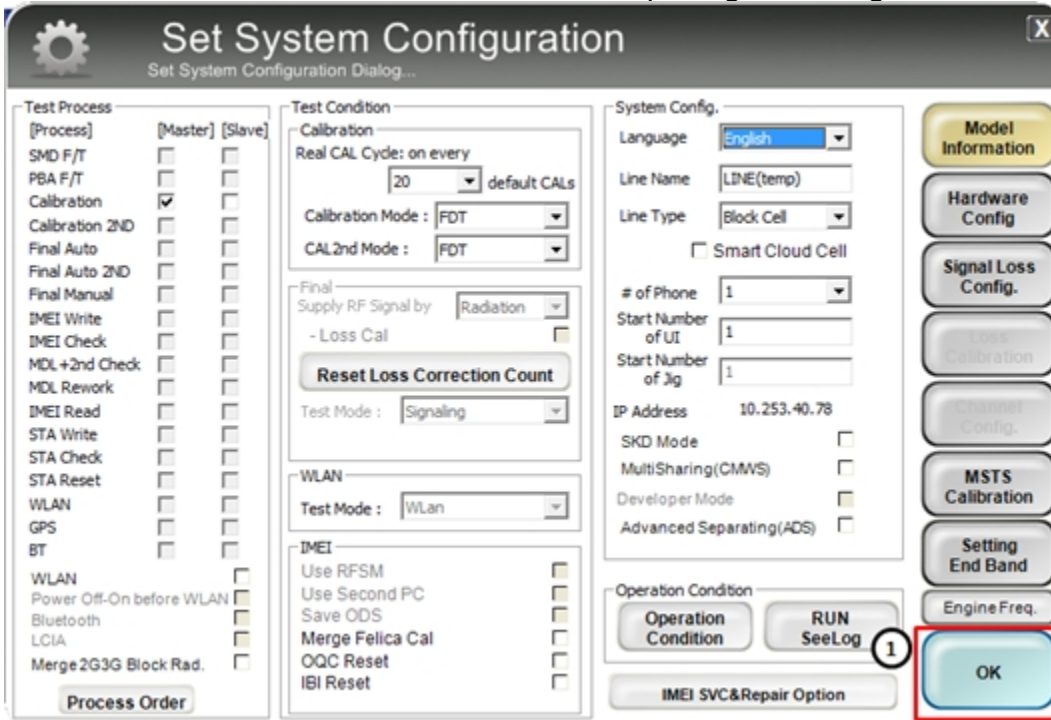 Set System Configuration
Set System Configuration Dialog...
X
Test Process
[Process] [Master] [Slave]
SMD F/T
PBA F/T
Calibration
Calibration 2ND
Final Auto
Final Auto 2ND
Final Manual
IMEI Write
IMEI Check
MDL+2nd Check
MDL Rework
IMEI Read
STA Write
STA Check
STA Reset
WLAN
GPS
BT
WLAN
Power Off-On before WLAN
Bluetooth
LCIA
Merge 2G3G Block Rad.
Process Order
Test Condition
Calibration
Real CAL Cycle: on every
20 default CALs
Calibration Mode : FDT
CAL2nd Mode : FDT
Final
Supply RF Signal by Radiation
- Loss Cal
Reset Loss Correction Count
Test Mode : Signaling
WLAN
Test Mode : WLan
IMEI
Use RFSM
Use Second PC
Save ODS
Merge Felica Cal
OQC Reset
IBI Reset
System Config.
Language English
Line Name LINE(temp)
Line Type Block Cell
Smart Cloud Cell
# of Phone 1
Start Number
of UI 1
Start Number
of Jig 1
IP Address 10.253.40.78
SKD Mode
MultiSharing(CMWS)
Developer Mode
Advanced Separating(ADS)
Operation Condition
Operation
Condition
RUN
SeeLog
IMEI SVC&Repair Option
Model
Information
Hardware
Config
Signal Loss
Config.
Loss
Calibration
Channel
Config.
MSTS
Calibration
Setting
End Band
Engine Freq.
1
OK